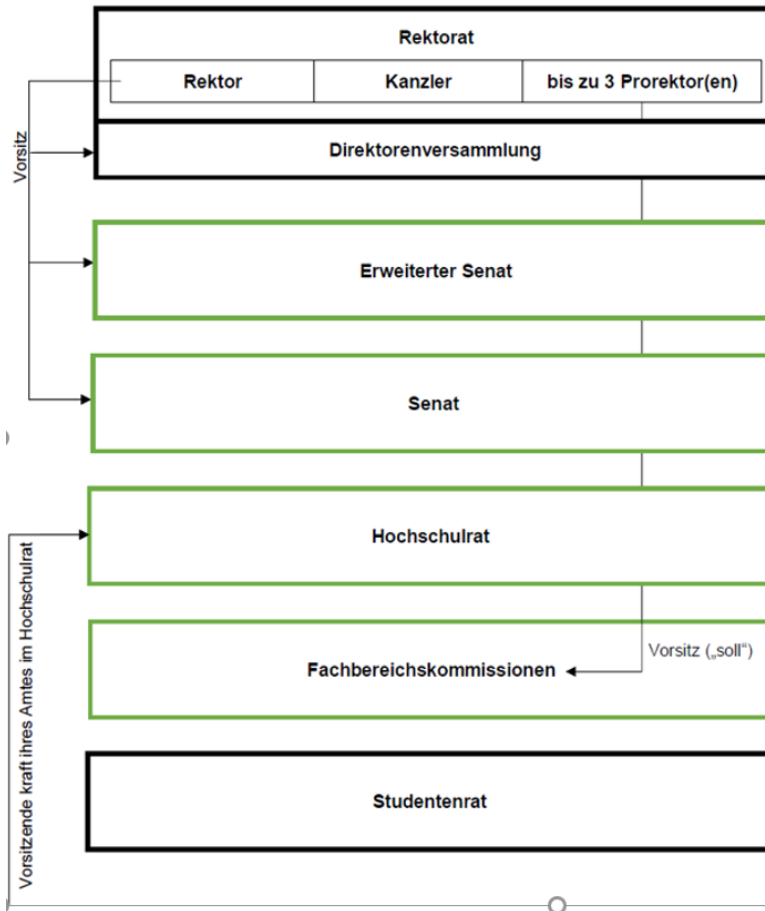 Rektorat
Rektor
Kanzler
bis zu 3 Prorektor(en)
Vorsitz
Direktorenversammlung
Erweiterter Senat
Senat
Hochschulrat
Vorsitzende kraft ihres Amtes im Hochschulrat
Vorsitz („soll“)
Fachbereichskommissionen
Studentenrat